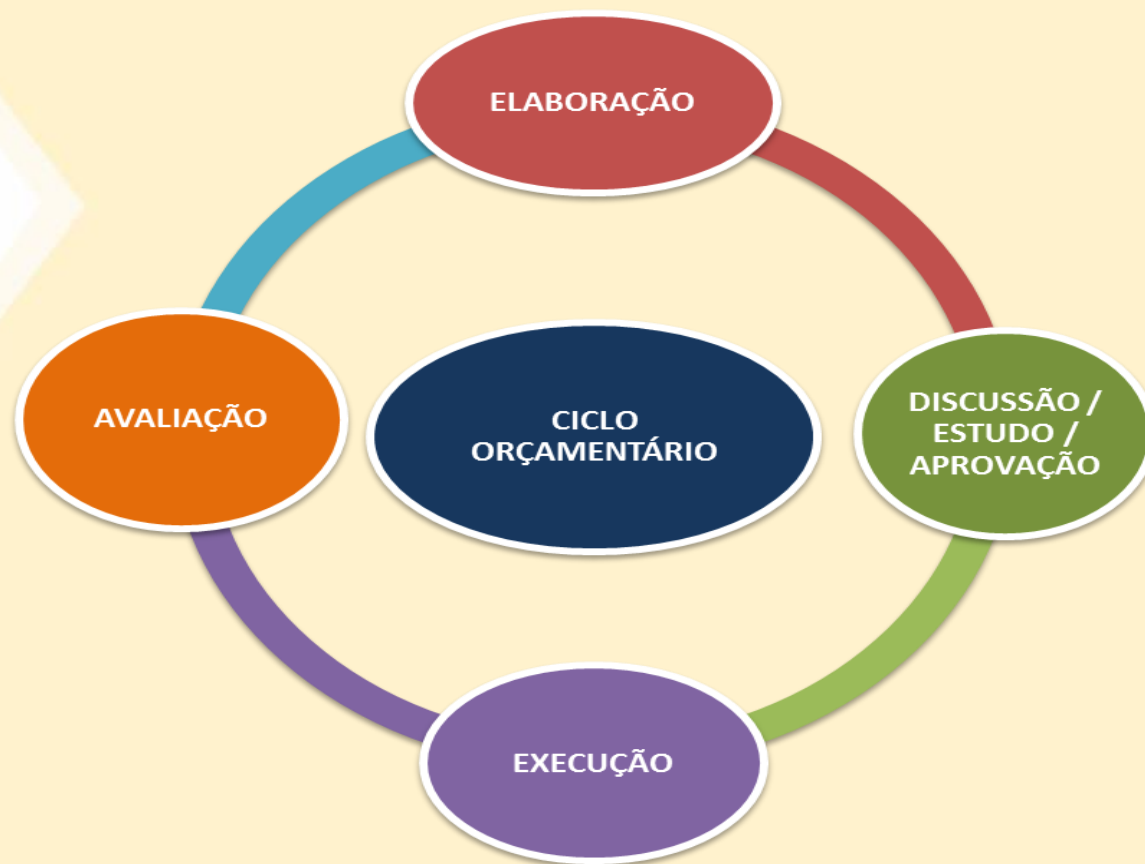 ELABORAÇÃO
DISCUSSÃO /
ESTUDO /
APROVAÇÃO
AVALIAÇÃO
CICLO
ORÇAMENTÁRIO
EXECUÇÃO